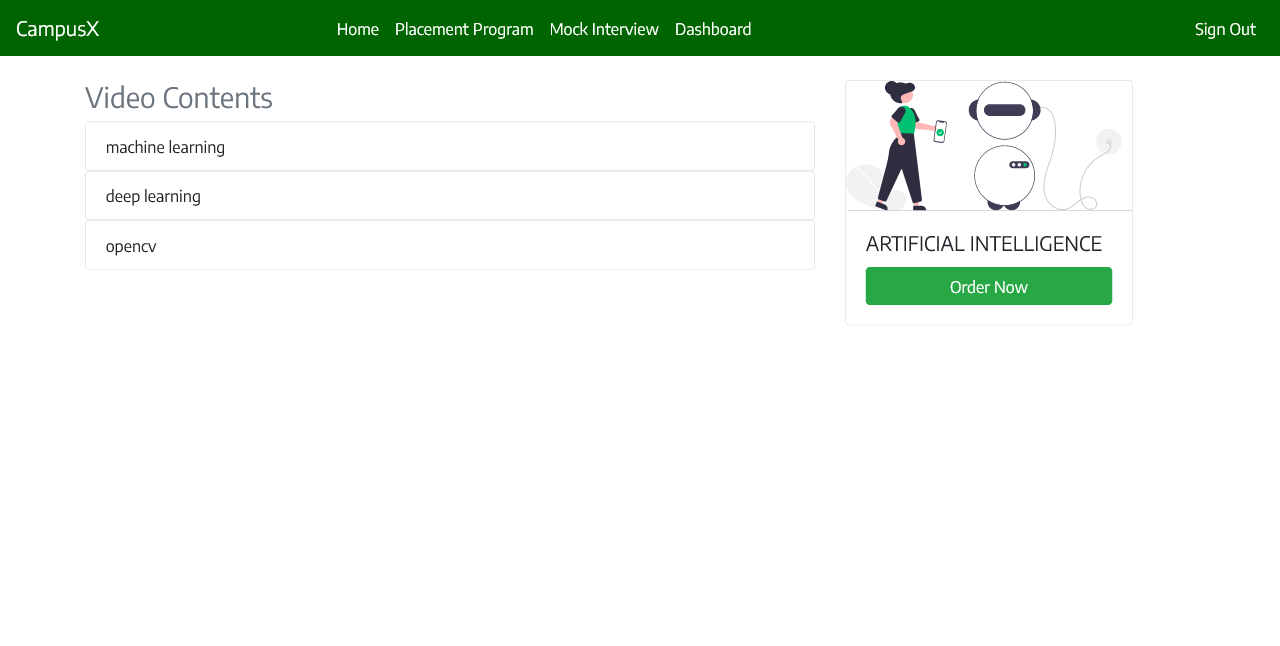 CampusX
Home Placement Program Mock Interview Dashboard
Sign Out
Video Contents
machine learning
deep learning
opencv
ARTIFICIAL INTELLIGENCE
Order Now